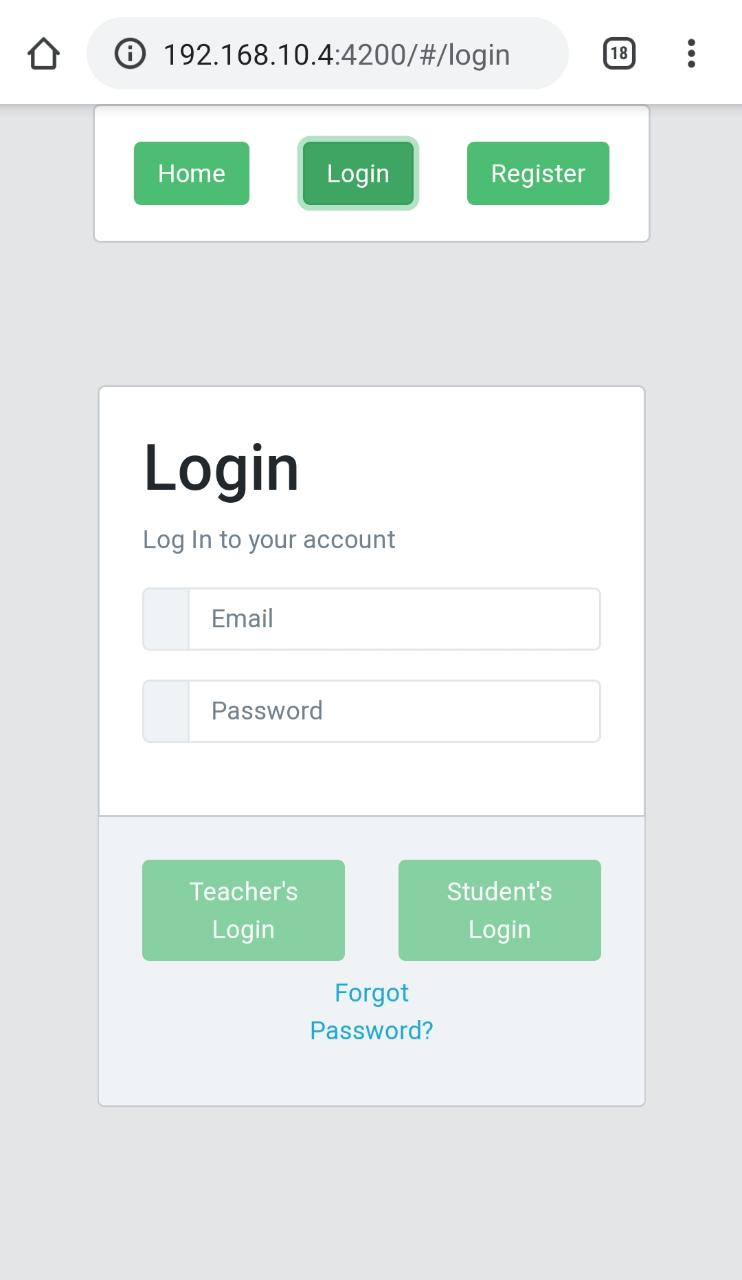 192.168.10.4:4200/#/login
18
Home
Login
Register
Login
Log In to your account
Email
Password
Teacher's
Login
Student's
Login
Forgot
Password?